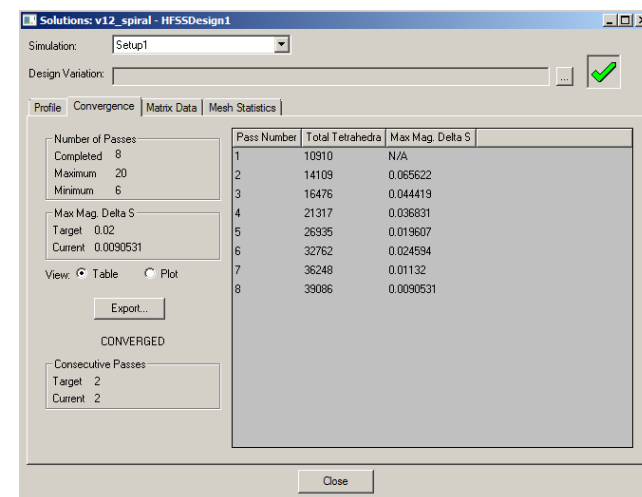 Solutions: v12_spiral - HFSSDesign1
Simulation: Setup1
Design Variation: ...
Profile Convergence Matrix Data Mesh Statistics
Number of Passes
Completed 8
Maximum 20
Minimum 6
Max Mag. Delta S
Target 0.02
Current 0.0090531
View: Table Plot
Export...
CONVERGED
Consecutive Passes
Target 2
Current 2
Pass Number Total Tetrahedra Max Mag. Delta S
1 10910 N/A
2 14109 0.065622
3 16476 0.044419
4 21317 0.036831
5 26935 0.019607
6 32762 0.024594
7 36248 0.01132
8 39086 0.0090531
Close